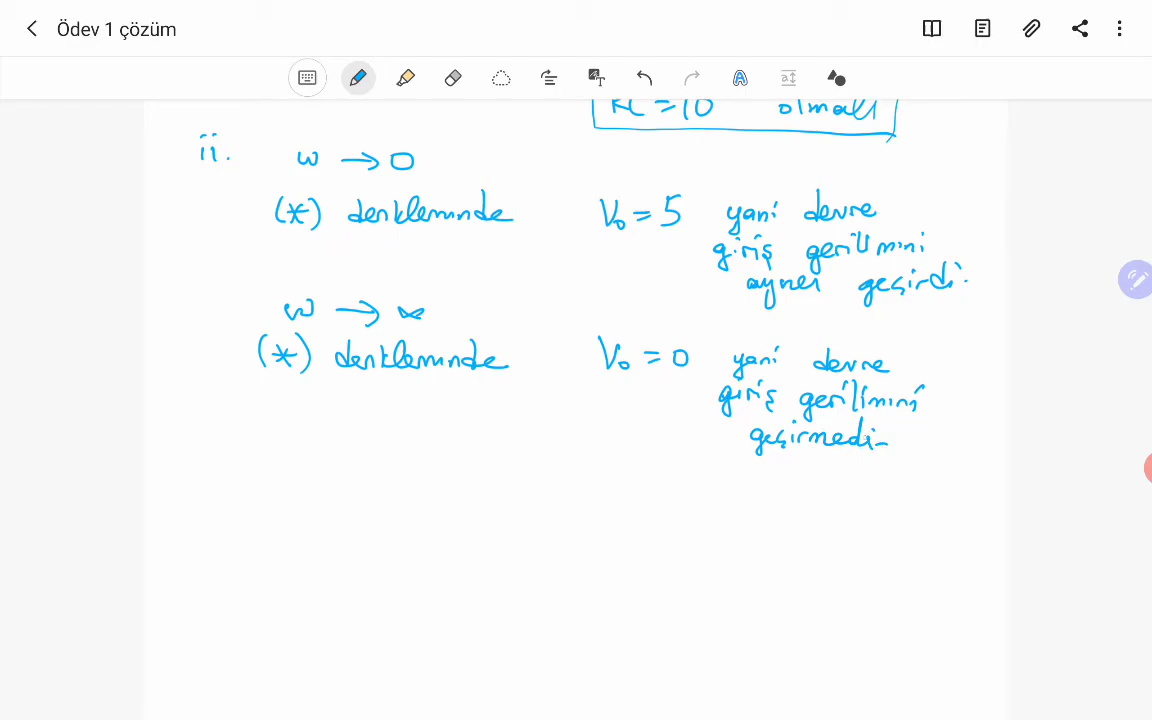 Ödev 1 çözüm
RC = 10 olmalı
ii. w → 0
(*) denkleminde V₀ = 5 yani devre
giriş gerilimini
aynen geçirdi.
w → ∞
(*) denkleminde V₀ = 0 yani devre
giriş gerilimini
geçirmedi